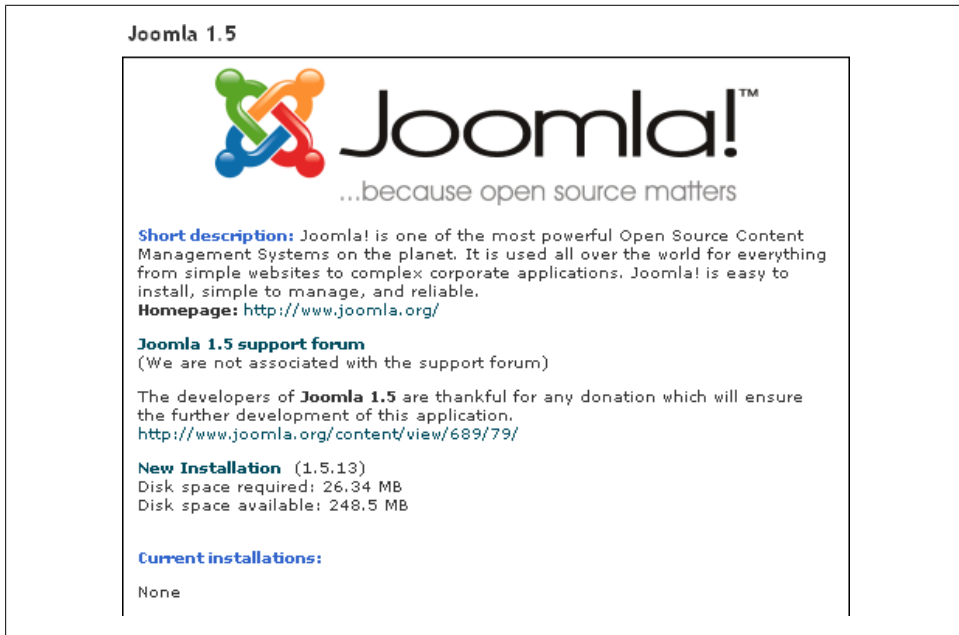 Joomla 1.5
Joomla!™
...because open source matters
Short description: Joomla! is one of the most powerful Open Source Content
Management Systems on the planet. It is used all over the world for everything
from simple websites to complex corporate applications. Joomla! is easy to
install, simple to manage, and reliable.
Homepage: http://www.joomla.org/
Joomla 1.5 support forum
(We are not associated with the support forum)
The developers of Joomla 1.5 are thankful for any donation which will ensure
the further development of this application.
http://www.joomla.org/content/view/689/79/
New Installation (1.5.13)
Disk space required: 26.34 MB
Disk space available: 248.5 MB
Current installations:
None